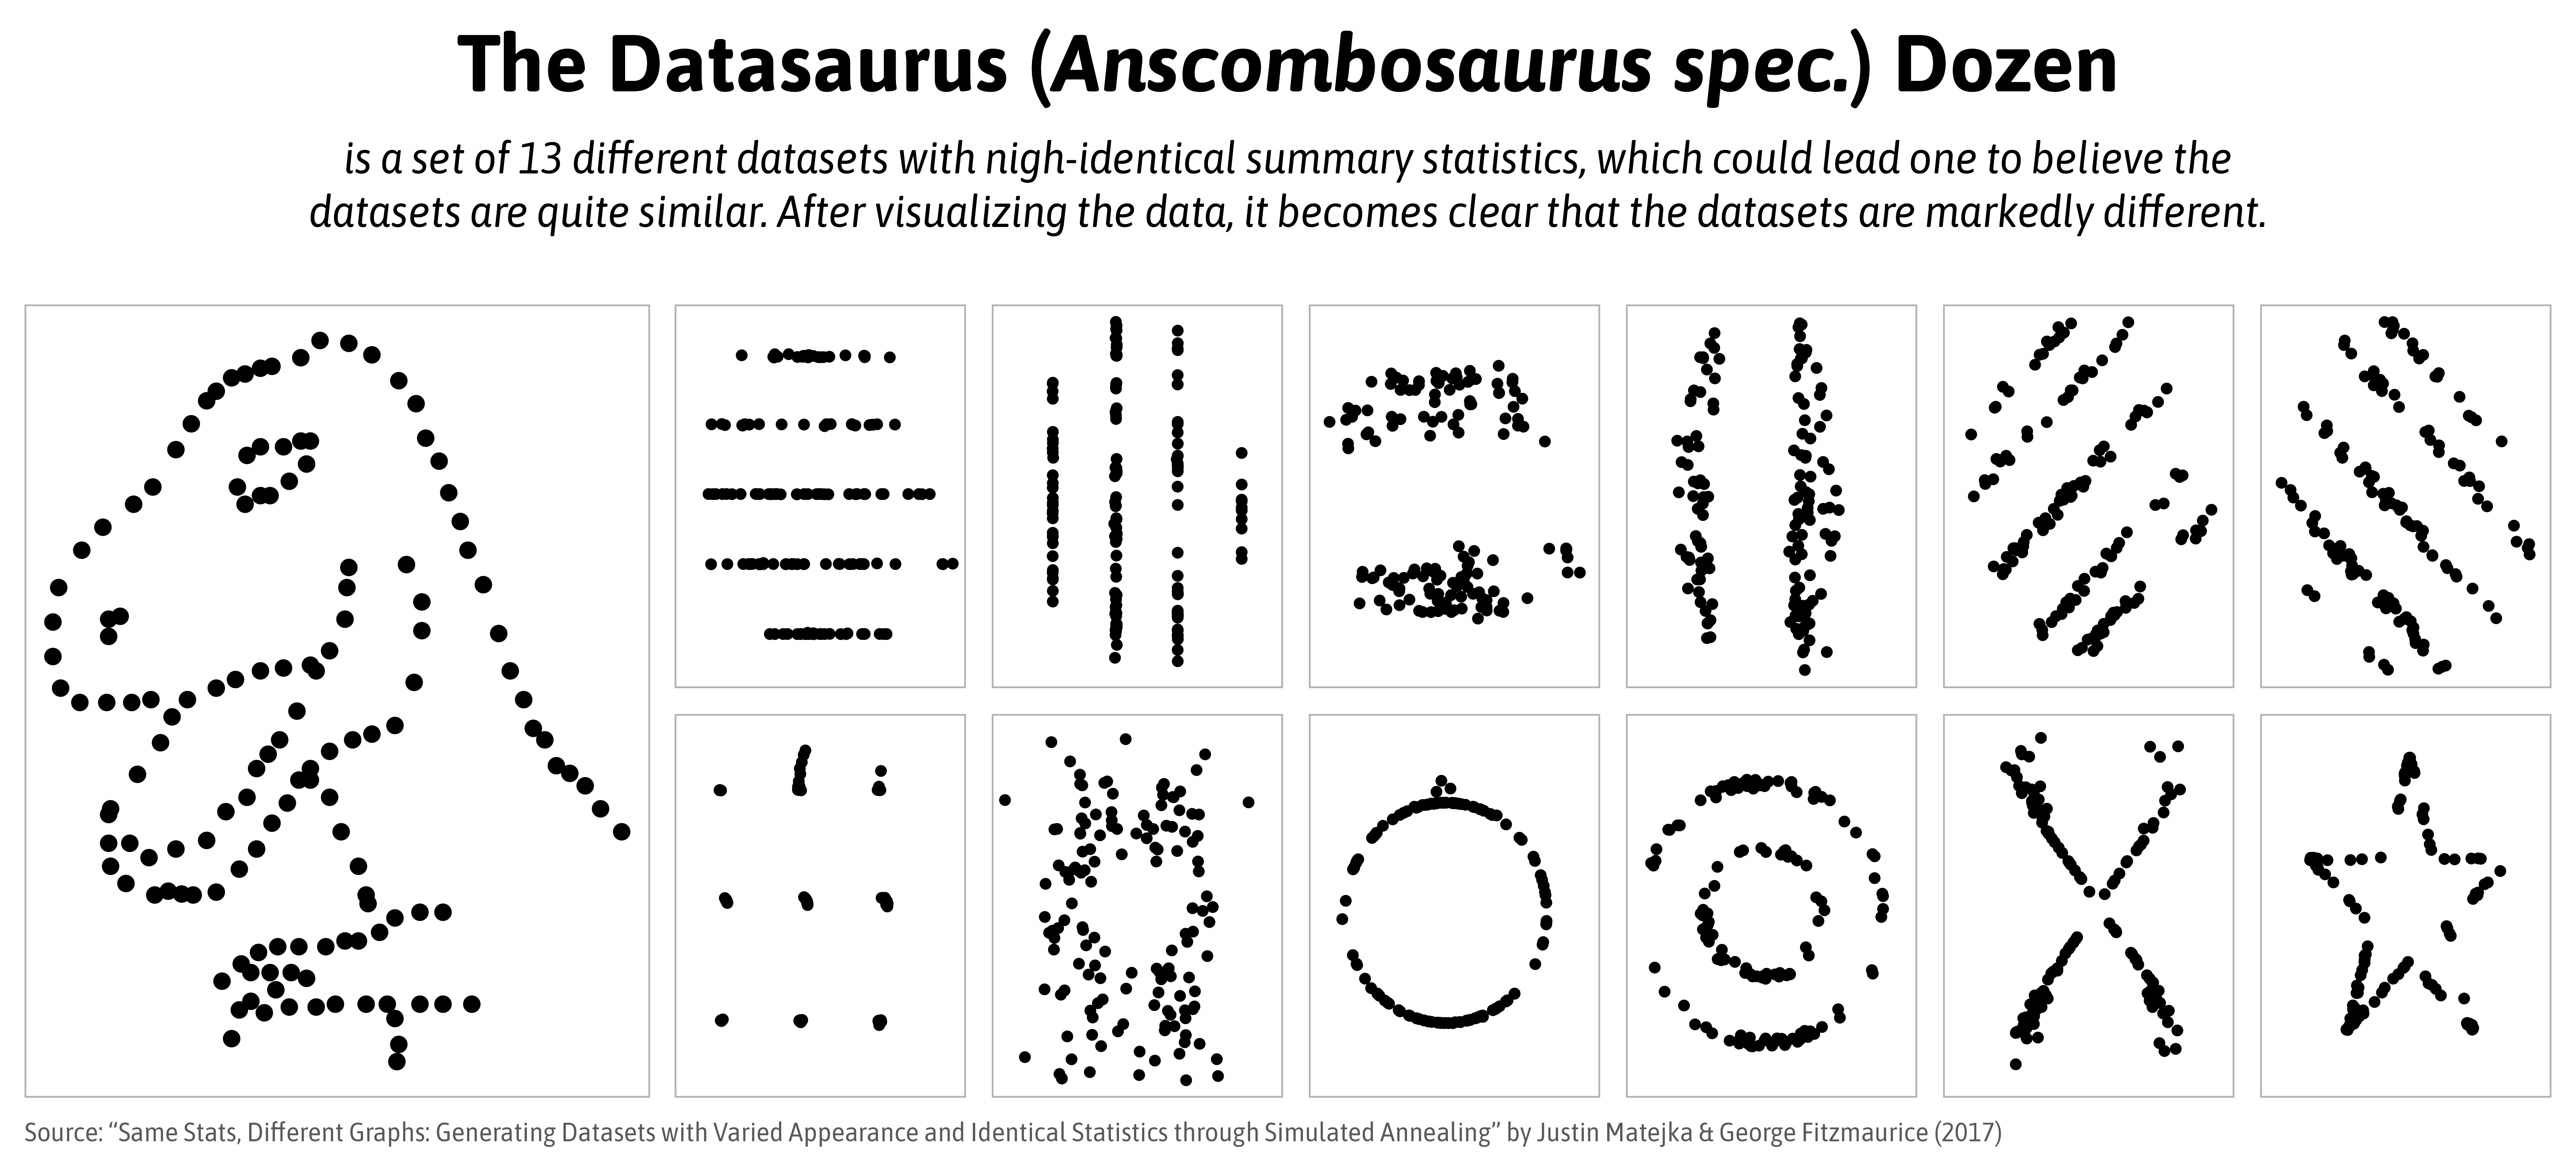 The Datasaurus (Anscombosaurus spec.) Dozen
is a set of 13 different datasets with nigh-identical summary statistics, which could lead one to believe the
datasets are quite similar. After visualizing the data, it becomes clear that the datasets are markedly different.
Source: “Same Stats, Different Graphs: Generating Datasets with Varied Appearance and Identical Statistics through Simulated Annealing” by Justin Matejka & George Fitzmaurice (2017)